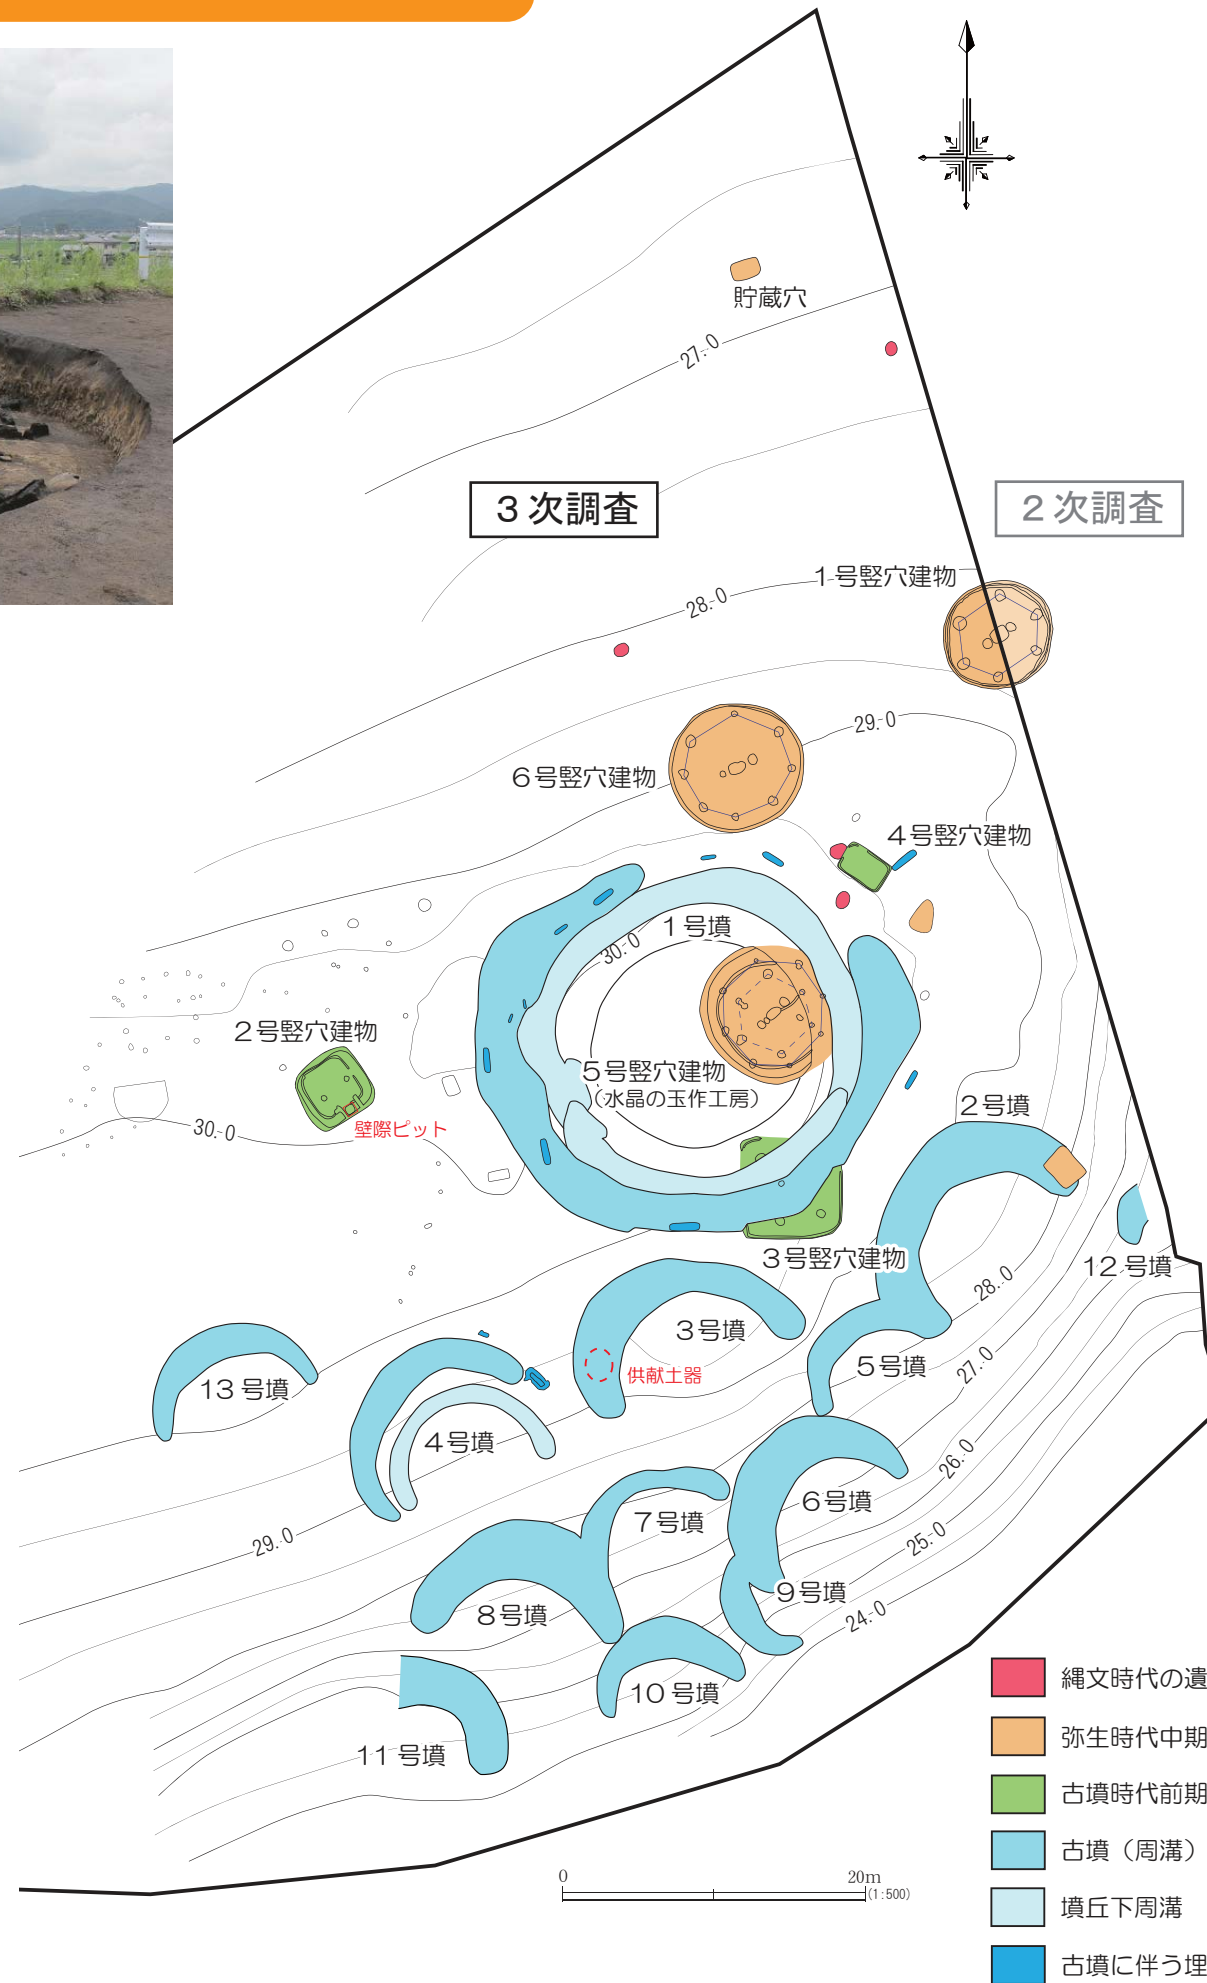 貯蔵穴
27.0
３次調査
２次調査
１号竪穴建物
28.0
29.0
６号竪穴建物
４号竪穴建物
１号墳
30.0
２号竪穴建物
５号竪穴建物
（水晶の玉作工房）
２号墳
30.0
壁際ピット
３号竪穴建物
12号墳
28.0
３号墳
５号墳
27.0
13号墳
供献土器
４号墳
26.0
６号墳
７号墳
25.0
29.0
９号墳
８号墳
24.0
10号墳
11号墳
縄文時代の遺
弥生時代中期
古墳時代前期
古墳（周溝）
墳丘下周溝
古墳に伴う埋
0
20m
(1:500)